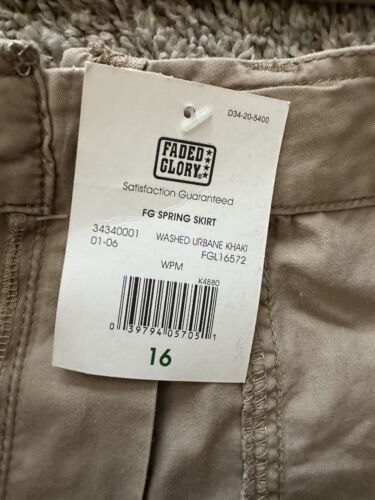 D34-20-5400
FADED
GLORY®
Satisfaction Guaranteed
FG SPRING SKIRT
34340001 WASHED URBANE KHAKI
01-06 FGL16572
WPM
K4880
0 39794 05705 1
16